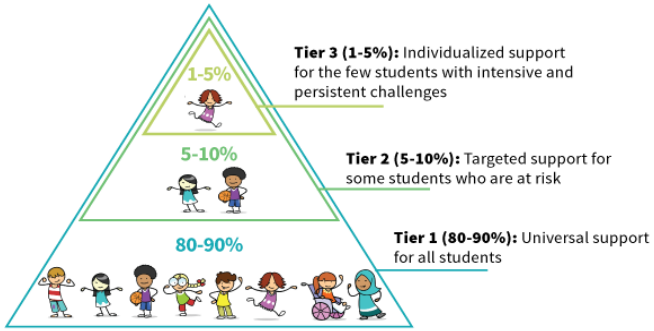 1-5%
Tier 3 (1-5%): Individualized support
for the few students with intensive and
persistent challenges
5-10%
Tier 2 (5-10%): Targeted support for
some students who are at risk
80-90%
Tier 1 (80-90%): Universal support
for all students